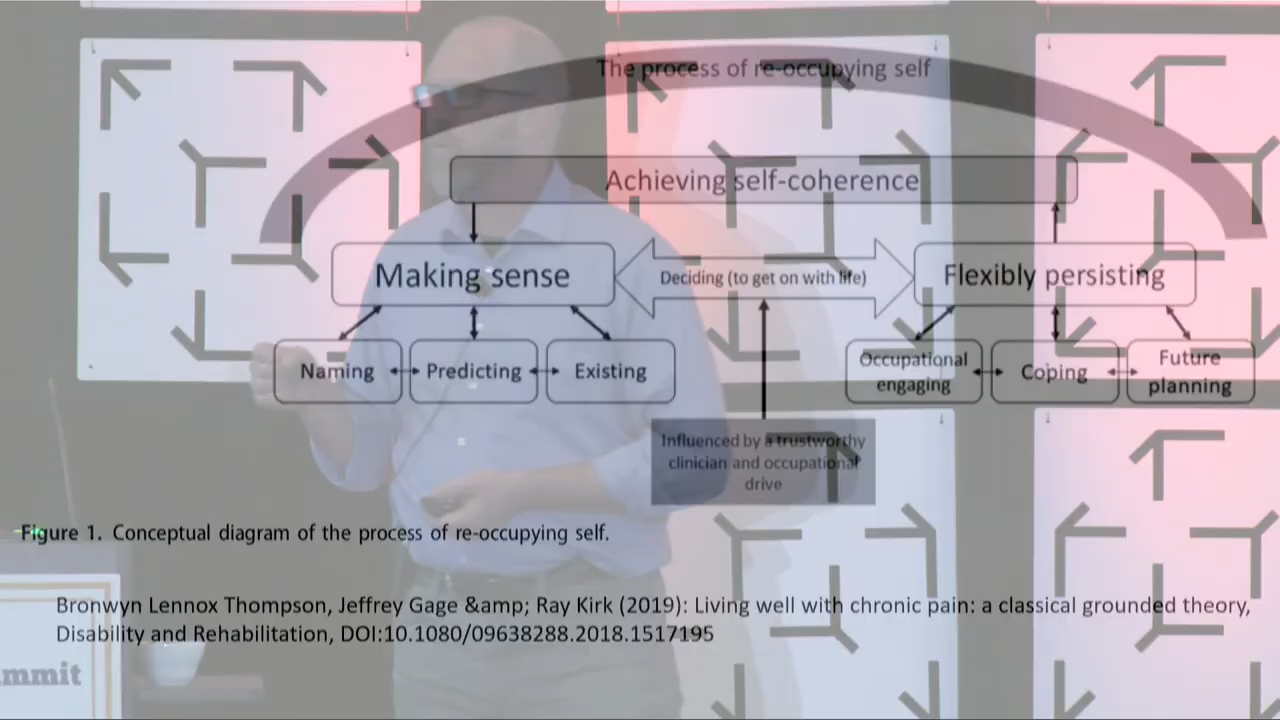 The process of re-occupying self
Achieving self-coherence
Making sense
Deciding (to get on with life)
Flexibly persisting
Naming
Predicting
Existing
Occupational
engaging
Coping
Future
planning
Influenced by a trustworthy
clinician and occupational
drive
Figure 1. Conceptual diagram of the process of re-occupying self.
Bronwyn Lennox Thompson, Jeffrey Gage &amp; Ray Kirk (2019): Living well with chronic pain: a classical grounded theory,
Disability and Rehabilitation, DOI:10.1080/09638288.2018.1517195
mmit